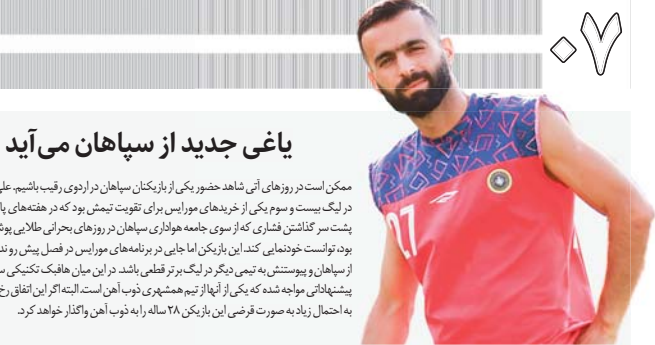 ۰۷
یاغی جدید از سپاهان می‌آید
ممکن است در روزهای آتی شاهد حضور یکی از بازیکنان سپاهان در اردوی رقیب باشیم. علی
در لیگ بیست و سوم یکی از خریدهای مورایس برای تقویت تیمش بود که در هفته‌های پا
پشت سر گذاشتن فشاری که از سوی جامعه هواداری سپاهان در روزهای بحرانی طلایی پوش
بود، توانست خودنمایی کند. این بازیکن اما جایی در برنامه‌های مورایس در فصل پیش رو ند
از سپاهان و پیوستنش به تیمی دیگر در لیگ برتر قطعی باشد. در این میان هافبک تکنیکی س
پیشنهاداتی مواجه شده که یکی از آنها از تیم همشهری ذوب آهن است. البته اگر این اتفاق رخ
به احتمال زیاد به صورت قرضی این بازیکن ۲۸ ساله را به ذوب آهن واگذار خواهد کرد.
27